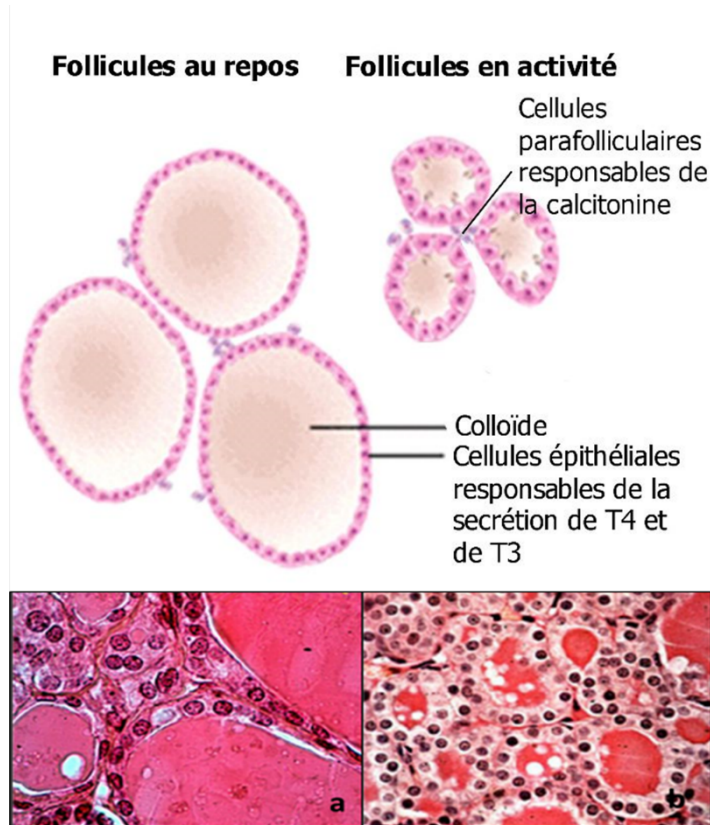 Follicules au repos
Follicules en activité
Cellules
parafolliculaires
responsables de
la calcitonine
Colloïde
Cellules épithéliales
responsables de la
secrétion de T4 et
de T3
a
b